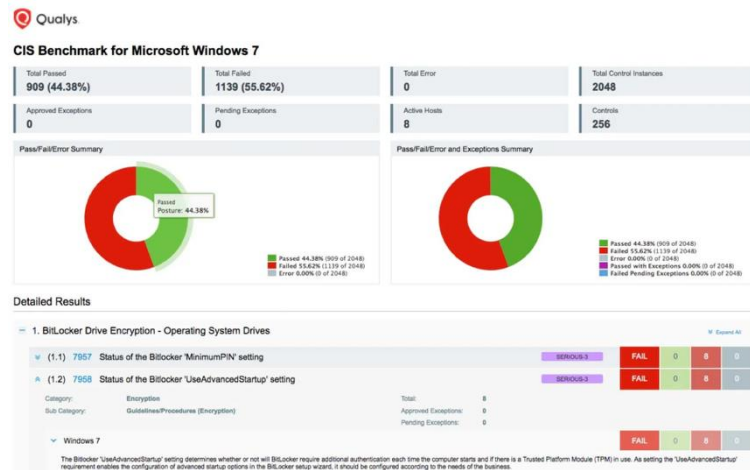 Qualys
CIS Benchmark for Microsoft Windows 7
Total Passed
909 (44.38%)
Total Failed
1139 (55.62%)
Total Error
0
Total Control Instances
2048
Approved Exceptions
0
Pending Exceptions
0
Active Hosts
8
Controls
256
Pass/Fail/Error Summary
Passed
Posture: 44.38%
Passed 44.38% (909 of 2048)
Failed 55.62% (1139 of 2048)
Error 0.00% (0 of 2048)
Pass/Fail/Error and Exceptions Summary
Passed 44.38% (909 of 2048)
Failed 55.62% (1139 of 2048)
Error 0.00% (0 of 2048)
Passed with Exceptions 0.00% (0 of 2048)
Failed Pending Exceptions 0.00% (0 of 2048)
Detailed Results
1. BitLocker Drive Encryption - Operating System Drives
Expand All
(1.1) 7957 Status of the Bitlocker 'MinimumPIN' setting SERIOUS-3 FAIL 0 8 0
(1.2) 7958 Status of the Bitlocker 'UseAdvancedStartup' setting SERIOUS-3 FAIL 0 8 0
Category: Encryption Total: 8
Sub Category: Guidelines/Procedures (Encryption) Approved Exceptions: 0
Pending Exceptions: 0
Windows 7 FAIL 0 8 0
The Bitlocker 'UseAdvancedStartup' setting determines whether or not will BitLocker require additional authentication each time the computer starts and if there is a Trusted Platform Module (TPM) in use. As setting the 'UseAdvancedStartup'
requirement enables the configuration of advanced startup options in the BitLocker setup wizard, it should be configured according to the needs of the business.